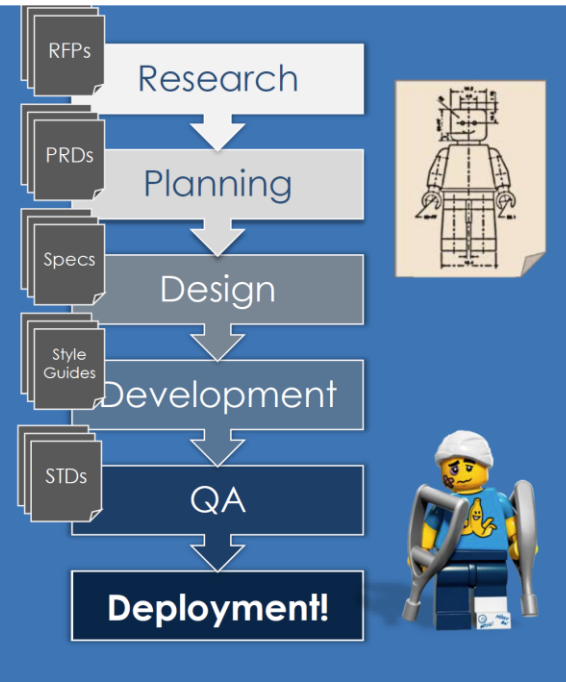 RFPs
Research
PRDs
Planning
Specs
Design
Style
Guides
Development
STDs
QA
Deployment!